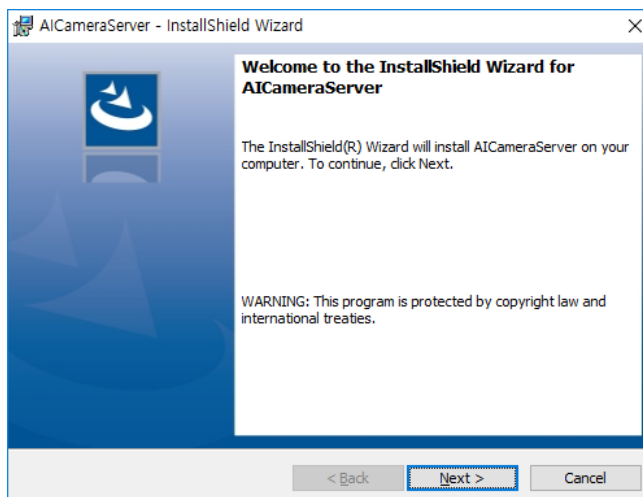 AICameraServer - InstallShield Wizard
Welcome to the InstallShield Wizard for
AICameraServer
The InstallShield(R) Wizard will install AICameraServer on your
computer. To continue, click Next.
WARNING: This program is protected by copyright law and
international treaties.
< Back
Next >
Cancel